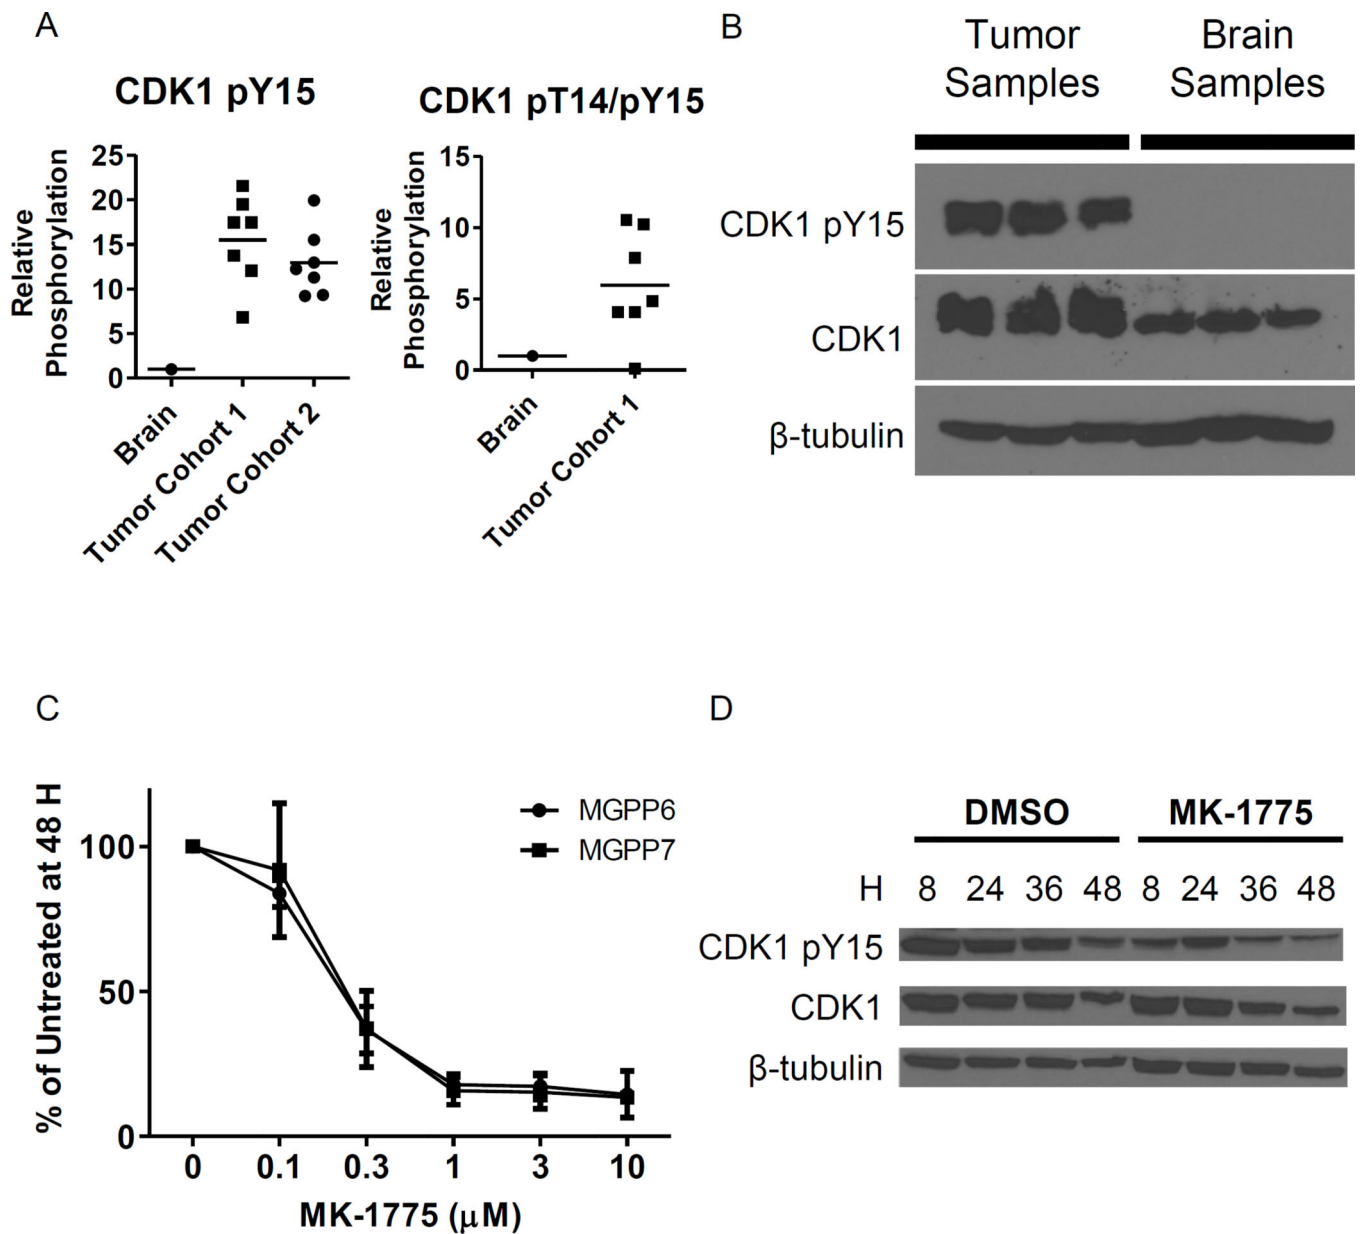 A
CDK1 pY15
Relative
Phosphorylation
25
20
15
10
5
0
Brain
Tumor Cohort 1
Tumor Cohort 2
CDK1 pT14/pY15
Relative
Phosphorylation
15
10
5
0
Brain
Tumor Cohort 1
B
Tumor
Samples
Brain
Samples
CDK1 pY15
CDK1
β-tubulin
C
% of Untreated at 48 H
100
50
0
MGPP6
MGPP7
0 0.1 0.3 1 3 10
MK-1775 (μM)
D
DMSO MK-1775
H 8 24 36 48 8 24 36 48
CDK1 pY15
CDK1
β-tubulin